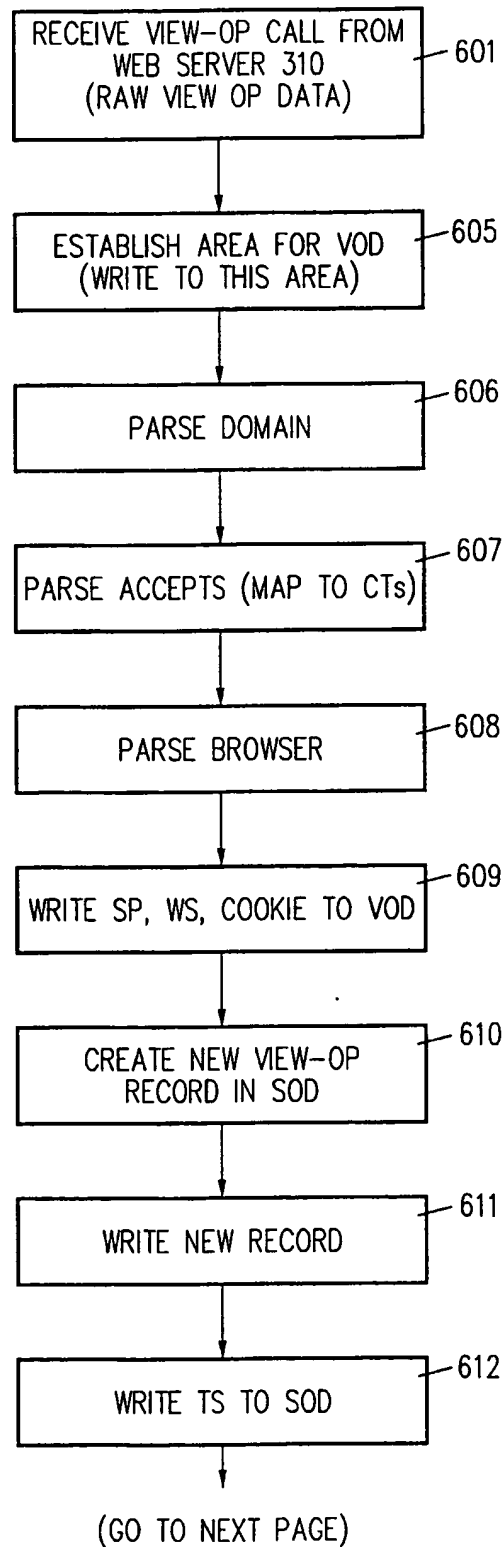 RECEIVE VIEW-OP CALL FROM
WEB SERVER 310
(RAW VIEW OP DATA)
601
ESTABLISH AREA FOR VOD
(WRITE TO THIS AREA)
605
PARSE DOMAIN
606
PARSE ACCEPTS (MAP TO CTs)
607
PARSE BROWSER
608
WRITE SP, WS, COOKIE TO VOD
609
CREATE NEW VIEW-OP
RECORD IN SOD
610
WRITE NEW RECORD
611
WRITE TS TO SOD
612
(GO TO NEXT PAGE)